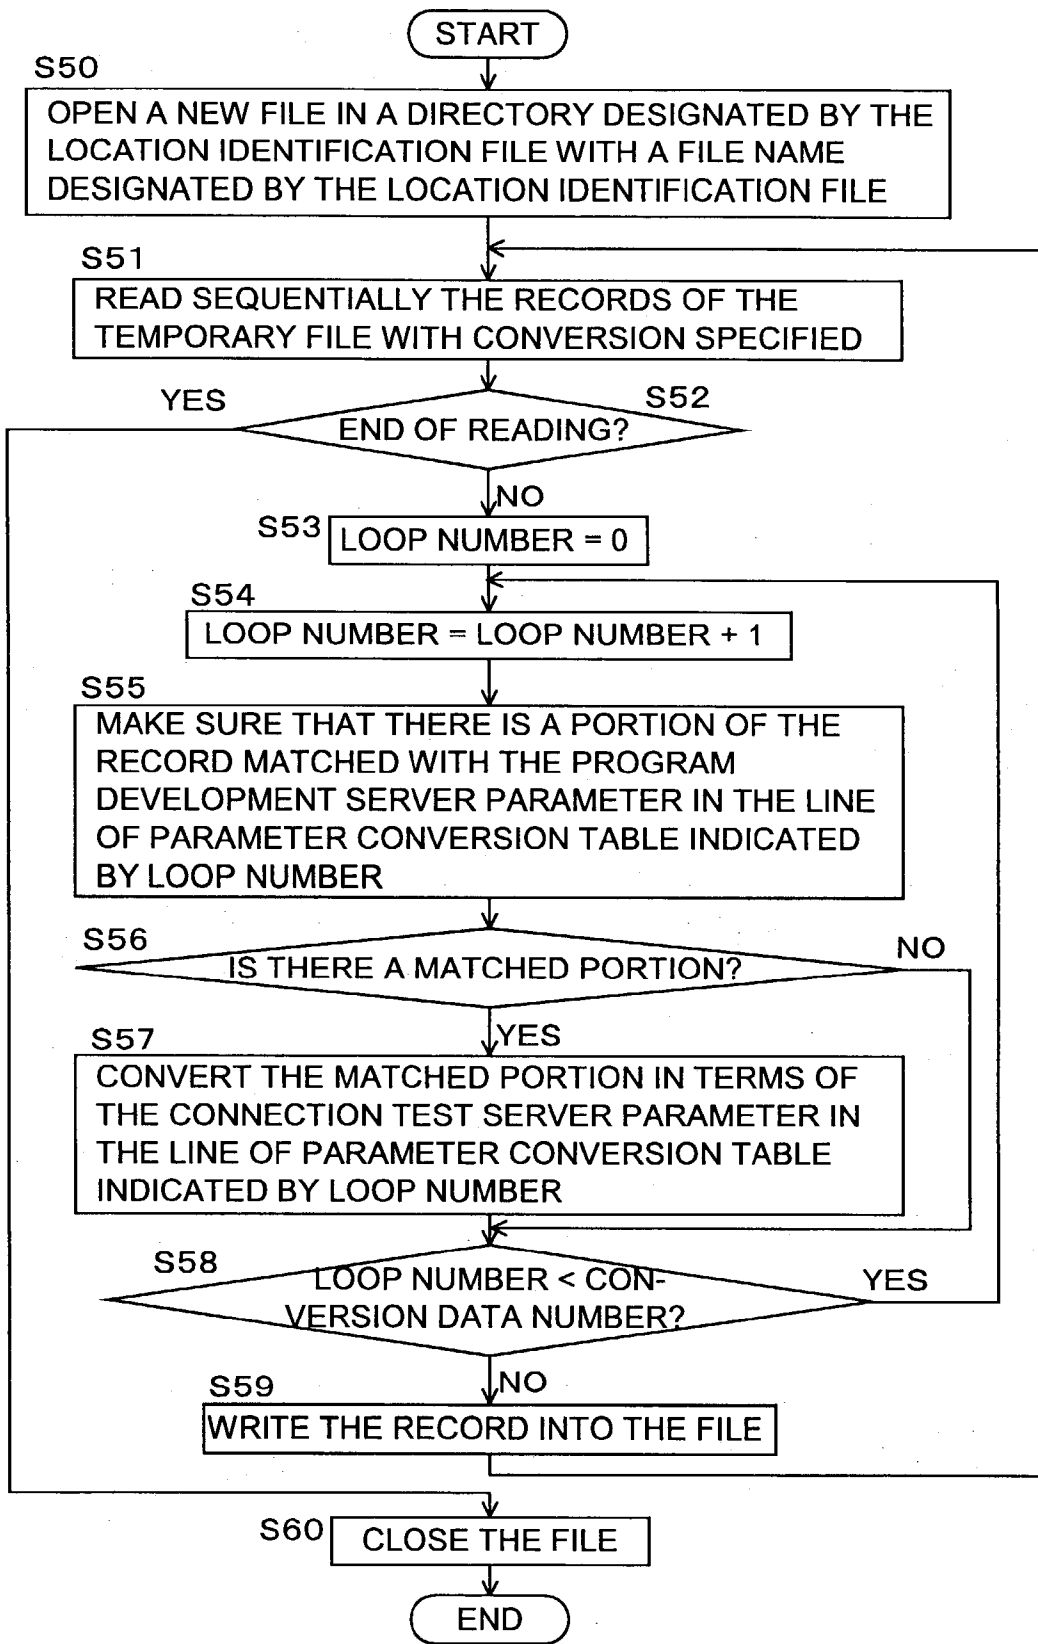 START
S50
OPEN A NEW FILE IN A DIRECTORY DESIGNATED BY THE
LOCATION IDENTIFICATION FILE WITH A FILE NAME
DESIGNATED BY THE LOCATION IDENTIFICATION FILE
S51
READ SEQUENTIALLY THE RECORDS OF THE
TEMPORARY FILE WITH CONVERSION SPECIFIED
YES
S52
END OF READING?
NO
S53
LOOP NUMBER = 0
S54
LOOP NUMBER = LOOP NUMBER + 1
S55
MAKE SURE THAT THERE IS A PORTION OF THE
RECORD MATCHED WITH THE PROGRAM
DEVELOPMENT SERVER PARAMETER IN THE LINE
OF PARAMETER CONVERSION TABLE INDICATED
BY LOOP NUMBER
S56
NO
IS THERE A MATCHED PORTION?
YES
S57
CONVERT THE MATCHED PORTION IN TERMS OF
THE CONNECTION TEST SERVER PARAMETER IN
THE LINE OF PARAMETER CONVERSION TABLE
INDICATED BY LOOP NUMBER
S58
LOOP NUMBER < CON-
VERSION DATA NUMBER?
YES
NO
S59
WRITE THE RECORD INTO THE FILE
S60
CLOSE THE FILE
END